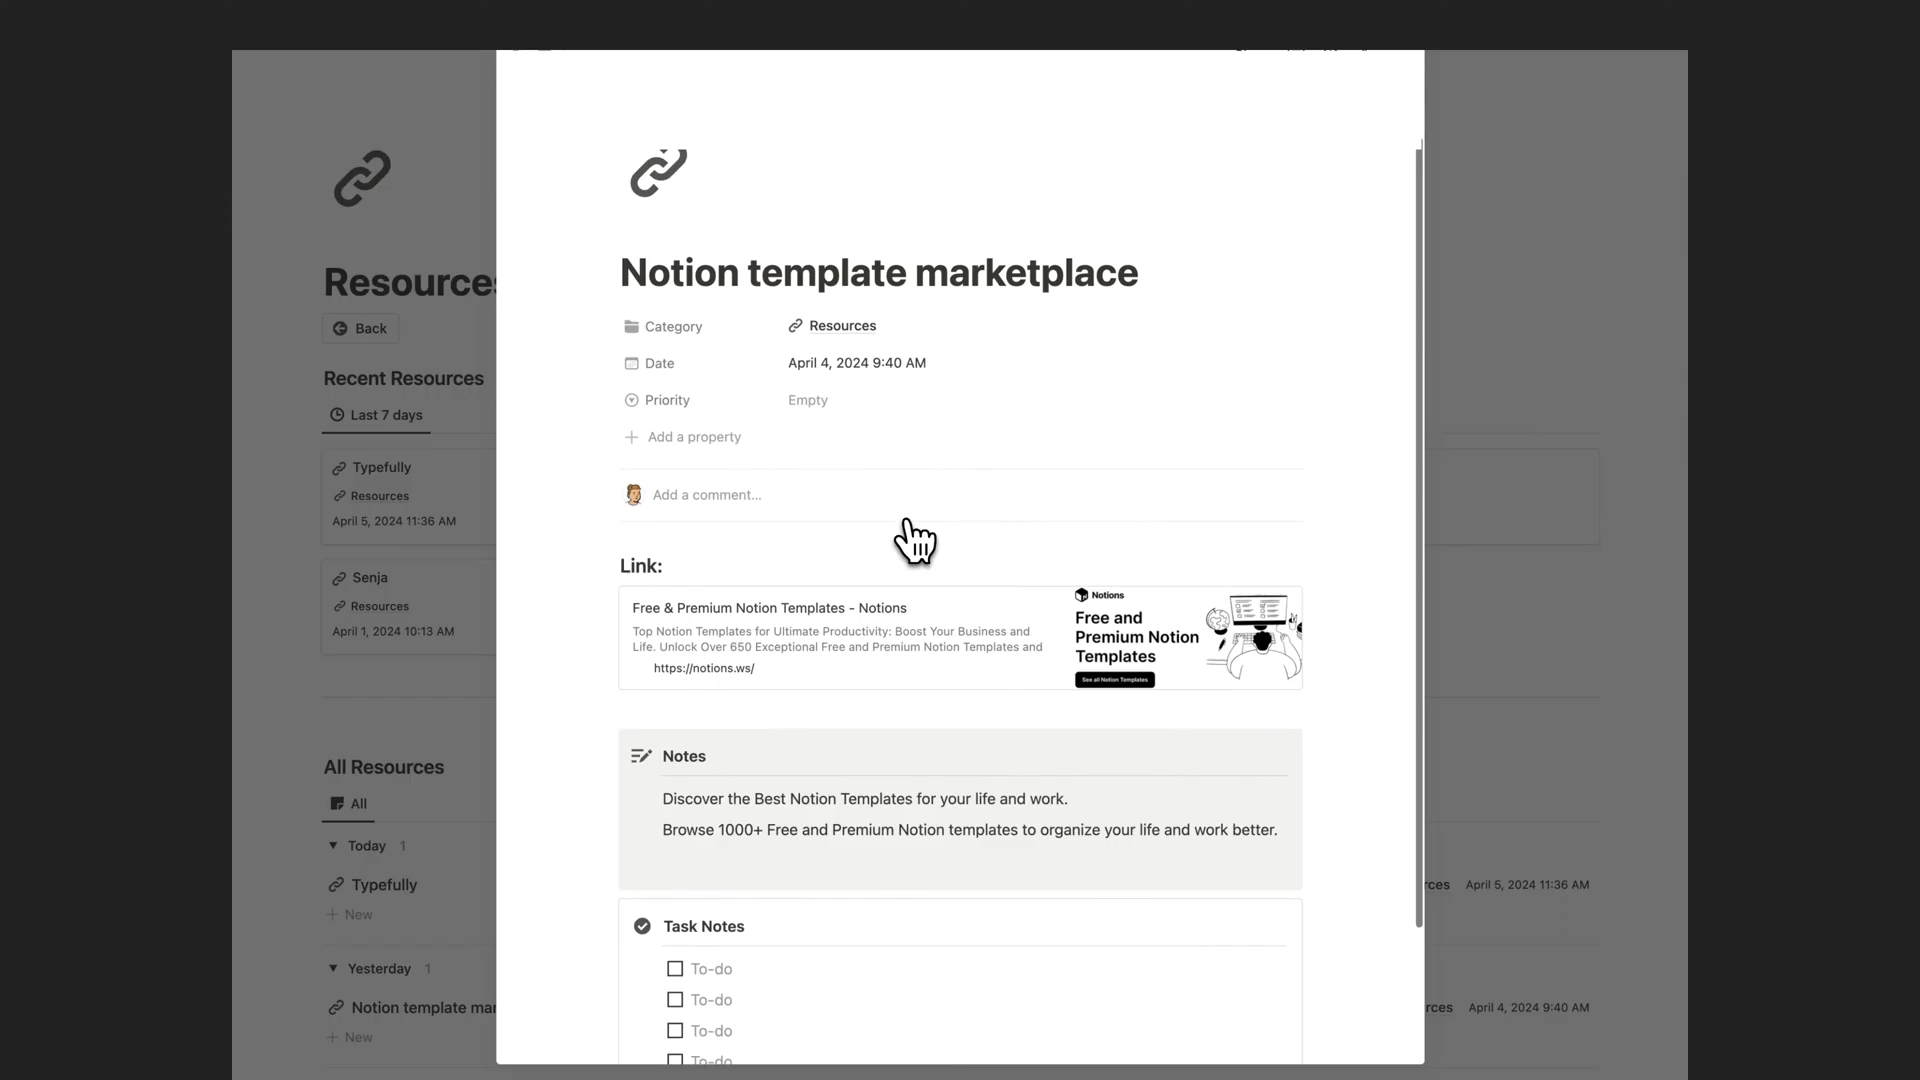 Resources
Back
Recent Resources
Last 7 days
Typefully
Resources
April 5, 2024 11:36 AM
Senja
Resources
April 1, 2024 10:13 AM
All Resources
All
Today 1
Typefully
New
Yesterday 1
Notion template mar
New
Notion template marketplace
Category Resources
Date April 4, 2024 9:40 AM
Priority Empty
Add a property
Add a comment...
Link:
Free & Premium Notion Templates - Notions
Top Notion Templates for Ultimate Productivity: Boost Your Business and
Life. Unlock Over 650 Exceptional Free and Premium Notion Templates and
https://notions.ws/
Notions
Free and
Premium Notion
Templates
See all Notion Templates
Notes
Discover the Best Notion Templates for your life and work.
Browse 1000+ Free and Premium Notion templates to organize your life and work better.
Task Notes
To-do
To-do
To-do
To-do
rces April 5, 2024 11:36 AM
rces April 4, 2024 9:40 AM